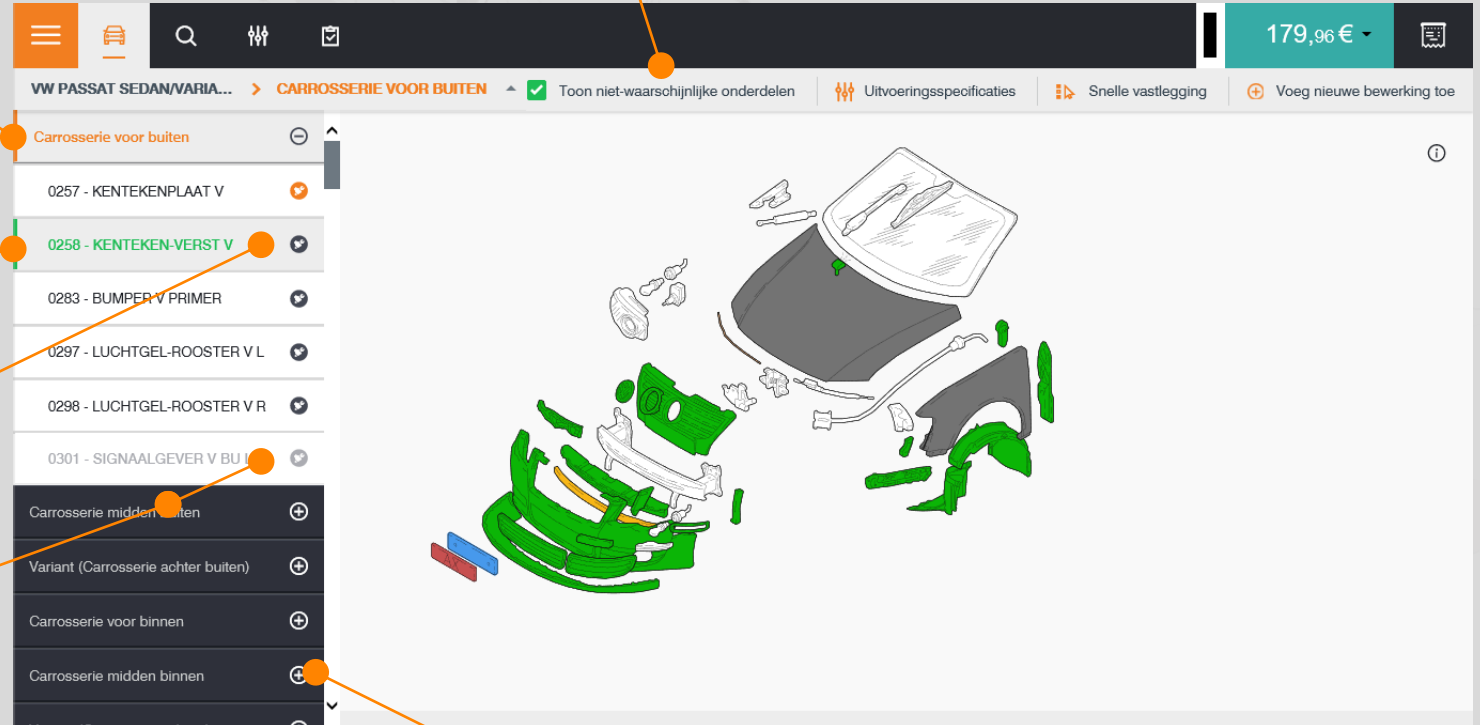 179,96 €
VW PASSAT SEDAN/VARIA...
CARROSSERIE VOOR BUITEN
Toon niet-waarschijnlijke onderdelen
Uitvoeringsspecificaties
Snelle vastlegging
Voeg nieuwe bewerking toe
Carrosserie voor buiten
0257 - KENTEKENPLAAT V
0258 - KENTEKEN-VERST V
0283 - BUMPER V PRIMER
0297 - LUCHTGEL-ROOSTER V L
0298 - LUCHTGEL-ROOSTER V R
0301 - SIGNAALGEVER V BU
Carrosserie midden buiten
Variant (Carrosserie achter buiten)
Carrosserie voor binnen
Carrosserie midden binnen